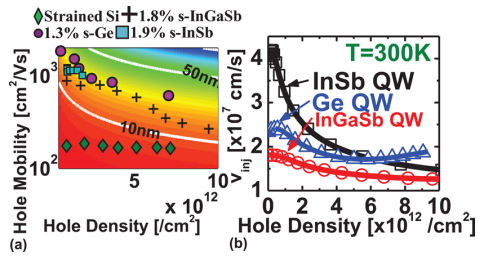 Strained Si 1.8% s-InGaSb
1.3% s-Ge 1.9% s-InSb
Hole Mobility [cm²/Vs]
10³
10²
50nm
10nm
5 10
x 10¹²
Hole Density [/cm²]
(a)
T=300K
InSb QW
Ge QW
InGaSb QW
v_inj [x10⁷ cm/s]
4
3
2
1
0 2 4 6 8 10
Hole Density [x10¹²/cm²]
(b)